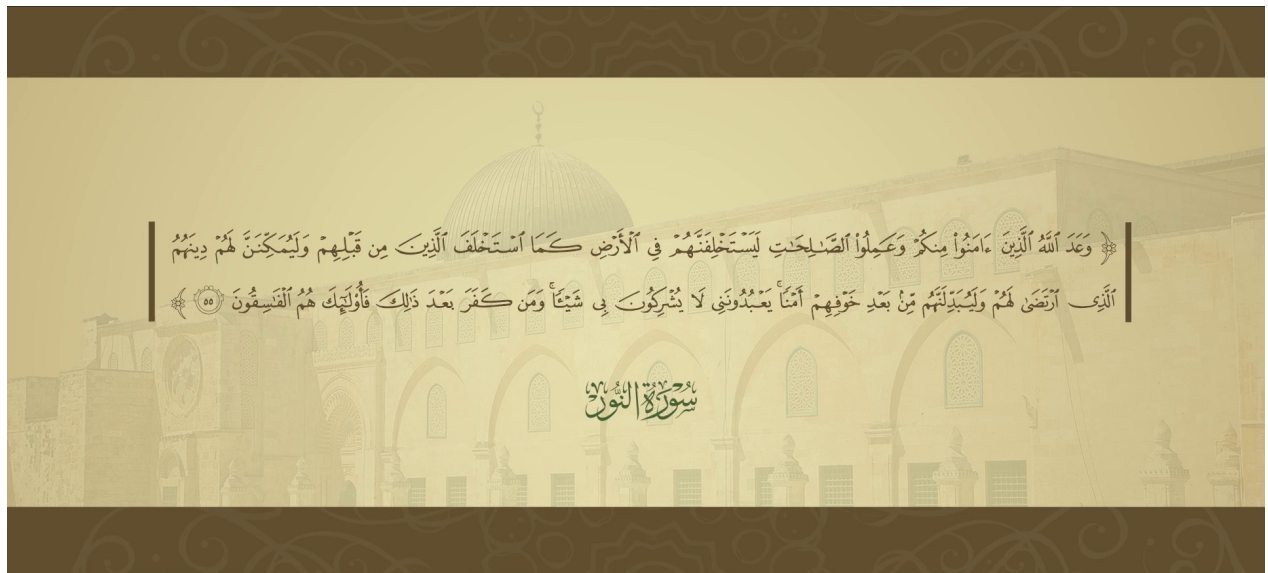 ﴿ وَعَدَ اللَّهُ ٱلَّذِينَ ءَامَنُوا۟ مِنكُمْ وَعَمِلُوا۟ ٱلصَّـٰلِحَـٰتِ لَيَسْتَخْلِفَنَّهُمْ فِي ٱلْأَرْضِ كَمَا ٱسْتَخْلَفَ ٱلَّذِينَ مِن قَبْلِهِمْ وَلَيُمَكِّنَنَّ لَهُمْ دِينَهُمُ
ٱلَّذِى ٱرْتَضَىٰ لَهُمْ وَلَيُبَدِّلَنَّهُم مِّنۢ بَعْدِ خَوْفِهِمْ أَمْنًاۚ يَعْبُدُونَنِى لَا يُشْرِكُونَ بِى شَيْـًٔاۚ وَمَن كَفَرَ بَعْدَ ذَٰلِكَ فَأُو۟لَـٰٓئِكَ هُمُ ٱلْفَـٰسِقُونَ ٥٥ ﴾
سُورَةُ النُّورِ